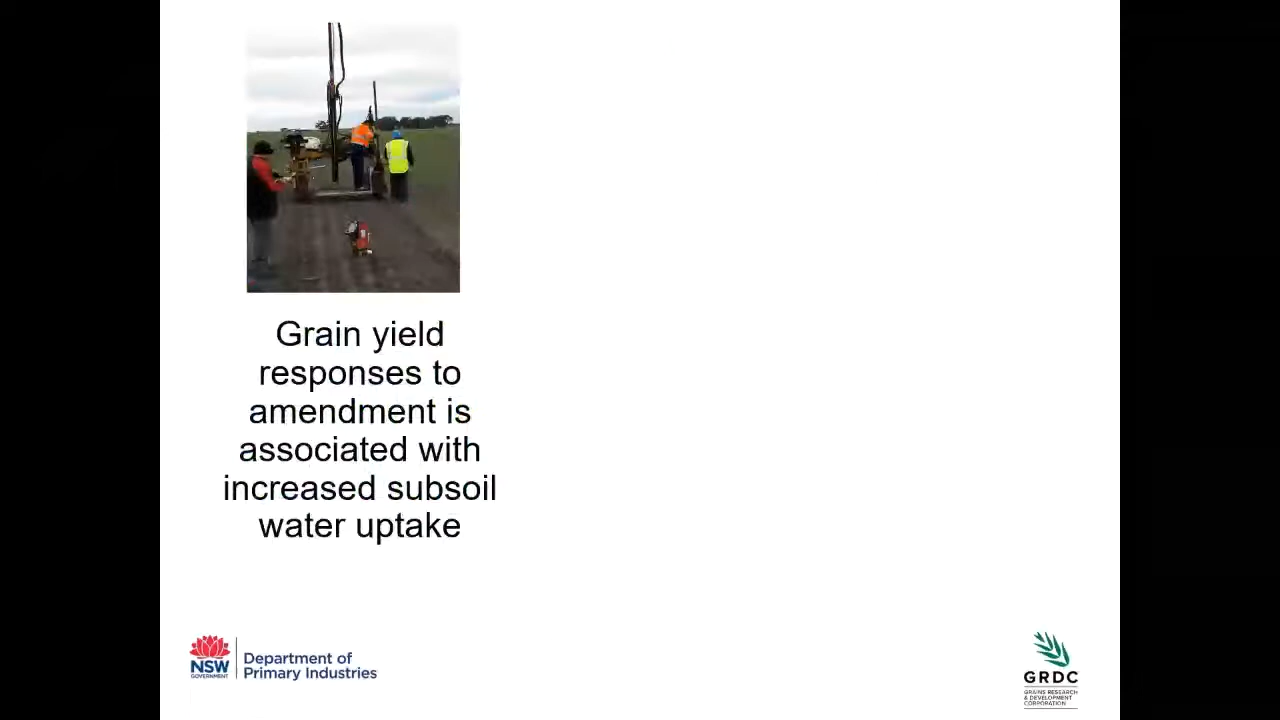 Grain yield
responses to
amendment is
associated with
increased subsoil
water uptake
NSW
GOVERNMENT
Department of
Primary Industries
GRDC
GRAINS RESEARCH
& DEVELOPMENT
CORPORATION